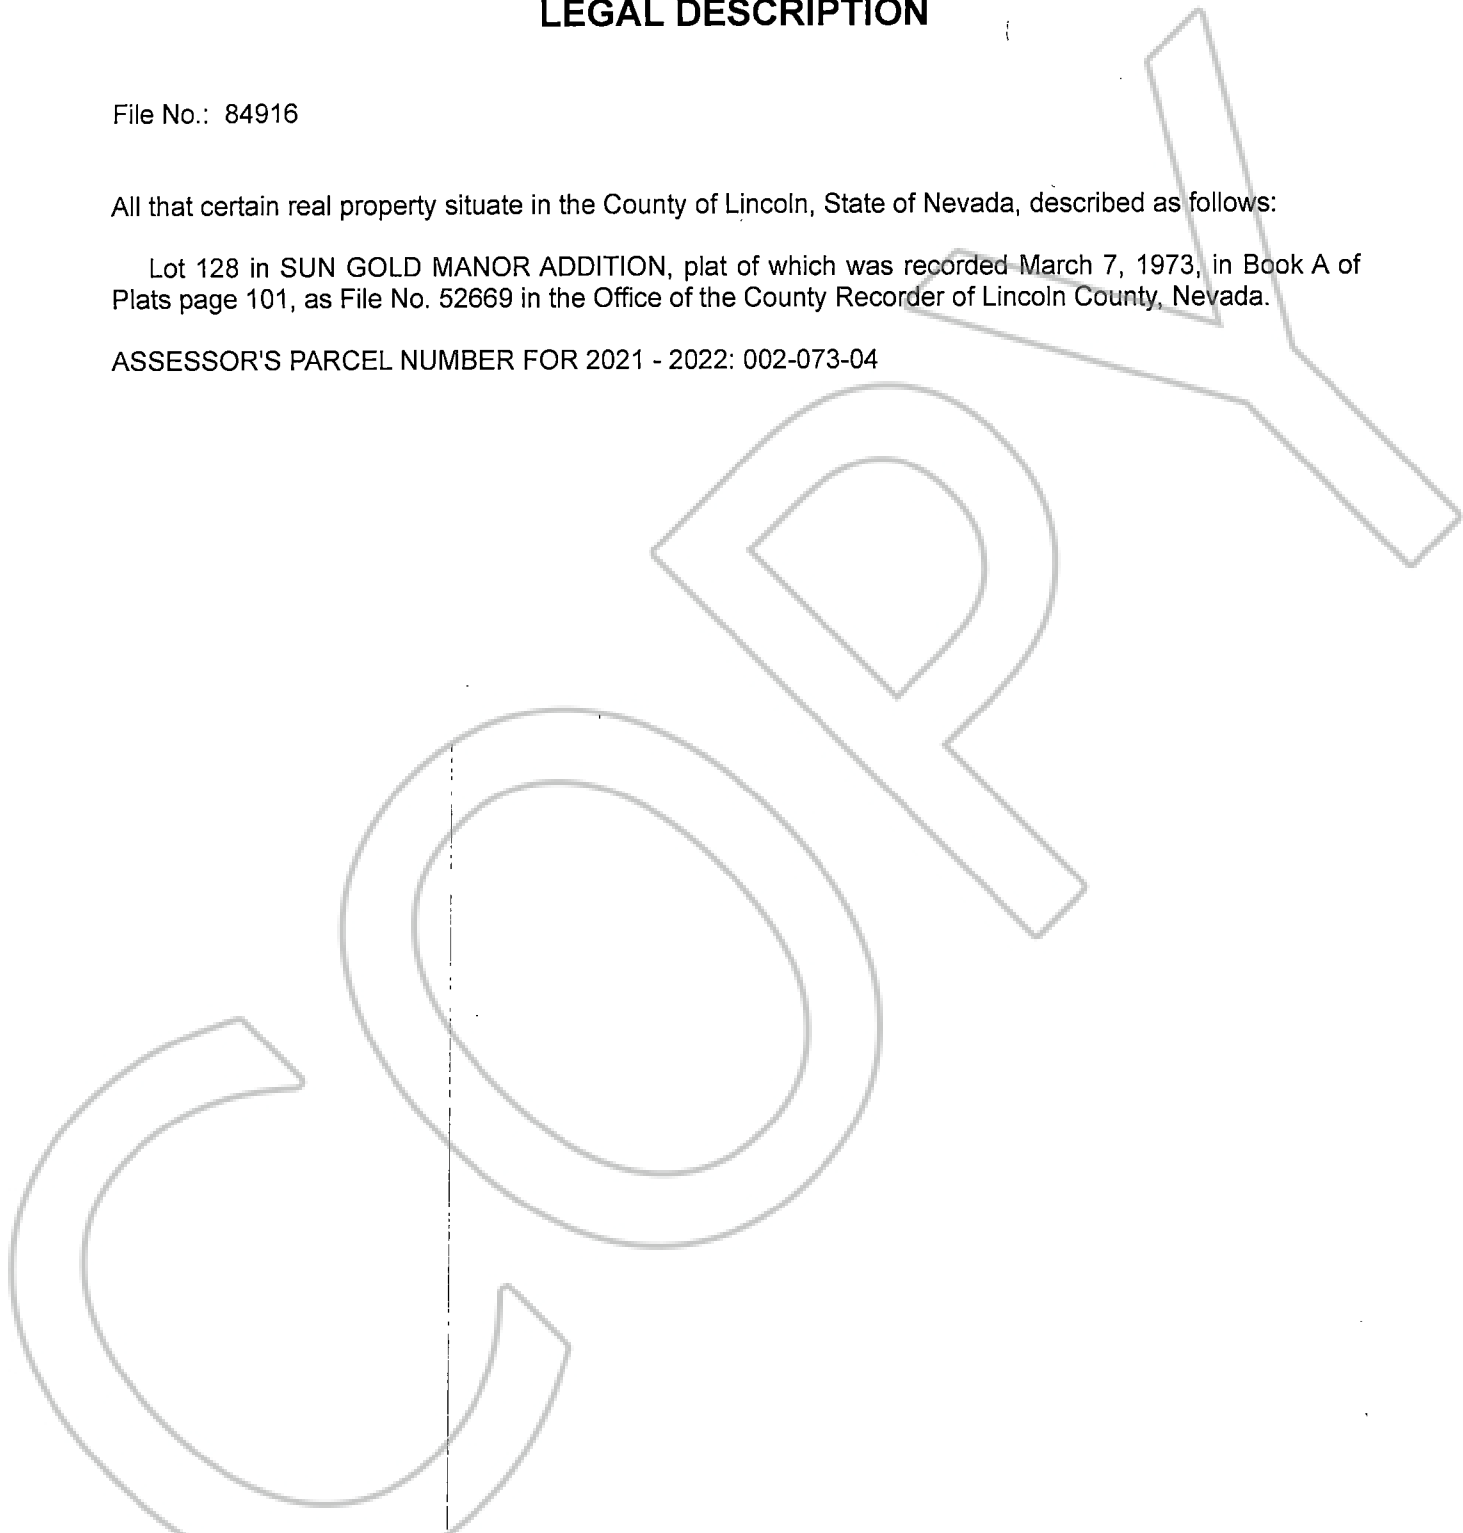 LEGAL DESCRIPTION
File No.: 84916
All that certain real property situate in the County of Lincoln, State of Nevada, described as follows:
Lot 128 in SUN GOLD MANOR ADDITION, plat of which was recorded March 7, 1973, in Book A of
Plats page 101, as File No. 52669 in the Office of the County Recorder of Lincoln County, Nevada.
ASSESSOR'S PARCEL NUMBER FOR 2021 - 2022: 002-073-04
COPY